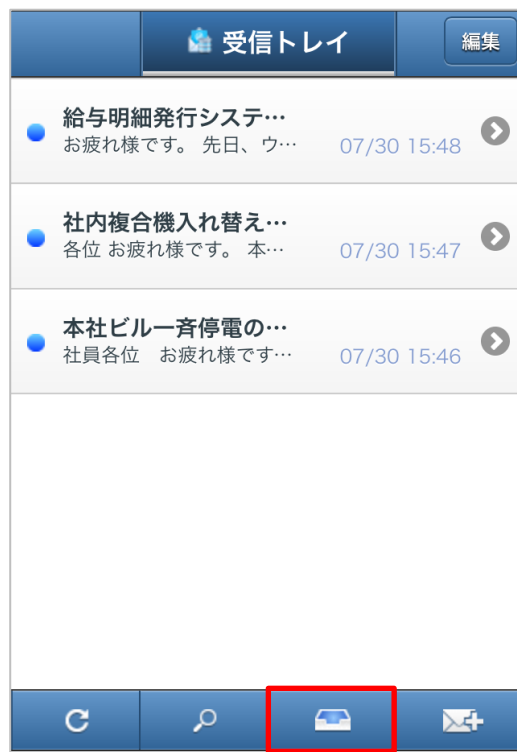 受信トレイ
編集
給与明細発行システ…
お疲れ様です。 先日、ウ…
07/30 15:48
社内複合機入れ替え…
各位 お疲れ様です。 本…
07/30 15:47
本社ビル一斉停電の…
社員各位　お疲れ様です…
07/30 15:46